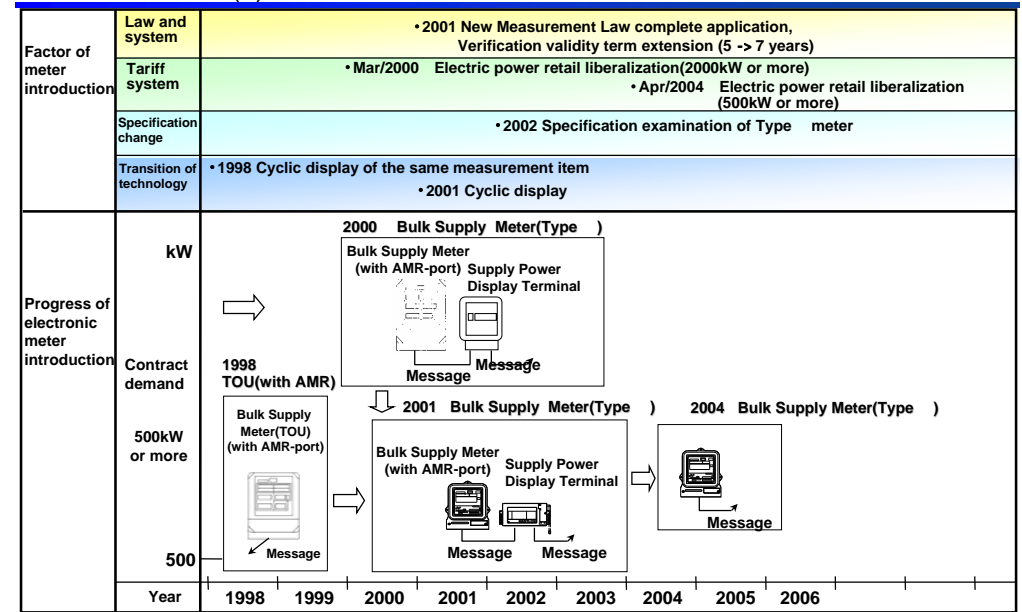 Law and
system
• 2001 New Measurement Law complete application,
Verification validity term extension (5 -> 7 years)
Factor of
meter
introduction
Tariff
system
• Mar/2000 Electric power retail liberalization(2000kW or more)
• Apr/2004 Electric power retail liberalization
(500kW or more)
Specification
change
• 2002 Specification examination of Type meter
Transition of
technology
• 1998 Cyclic display of the same measurement item
• 2001 Cyclic display
Progress of
electronic
meter
introduction
kW
Contract
demand
500kW
or more
500
2000 Bulk Supply Meter(Type )
Bulk Supply Meter
(with AMR-port)
Supply Power
Display Terminal
Message
Message
1998
TOU(with AMR)
Bulk Supply
Meter(TOU)
(with AMR-port)
Message
2001 Bulk Supply Meter(Type )
Bulk Supply Meter
(with AMR-port)
Supply Power
Display Terminal
Message
Message
2004 Bulk Supply Meter(Type )
Message
Year
1998 1999 2000 2001 2002 2003 2004 2005 2006